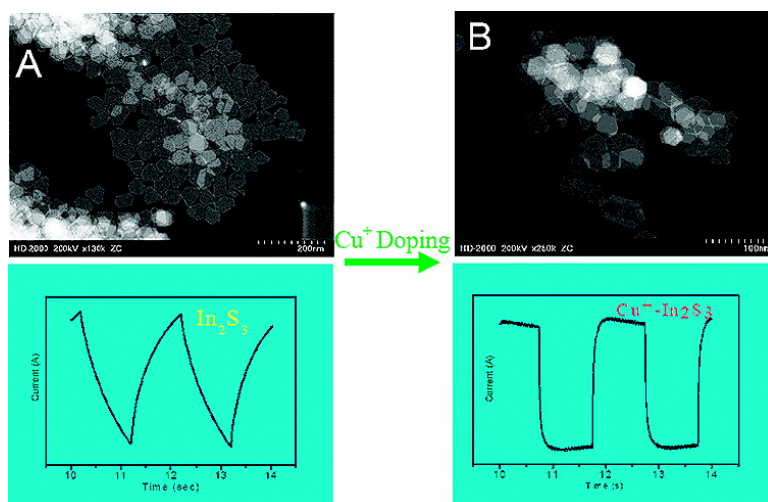 A
HD-2000 200kV x130k ZC
200nm
B
HD-2000 200kV x250k ZC
100nm
Cu+ Doping
In2S3
Current (A)
10
11
12
13
14
Time (sec)
Cu+-In2S3
Current (A)
10
11
12
13
14
Time (s)